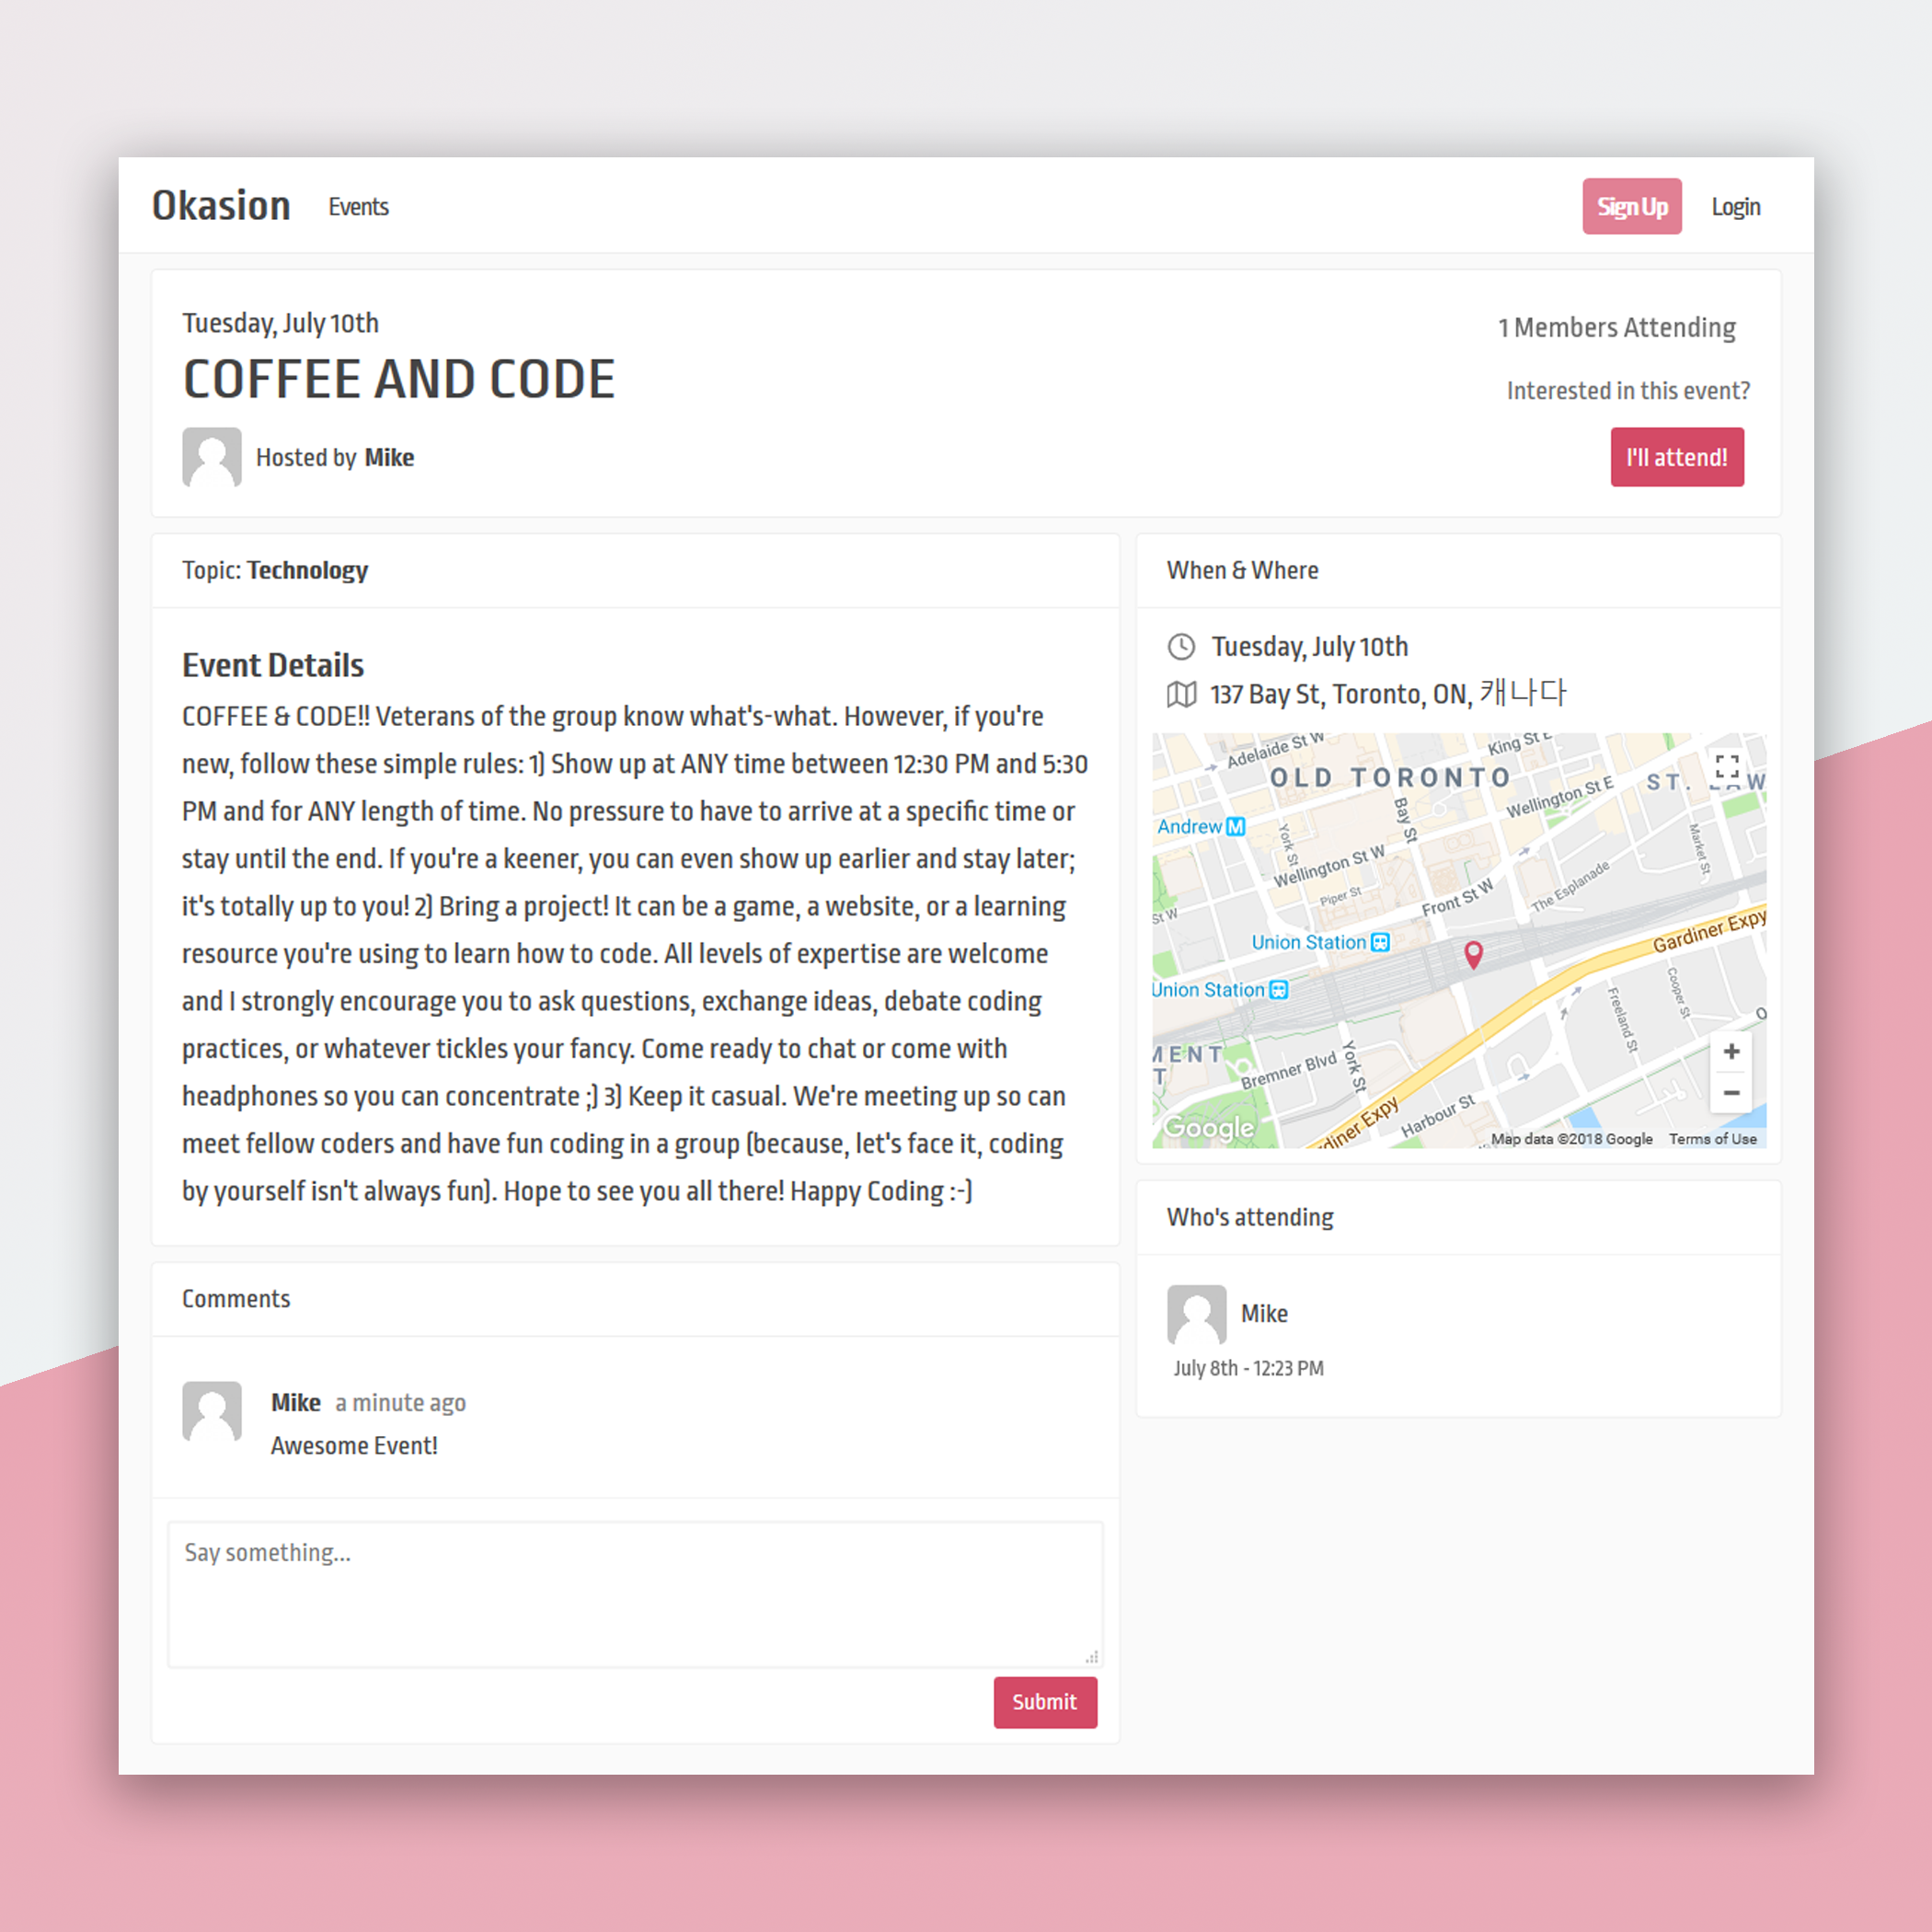 Okasion
Events
Sign Up
Login
Tuesday, July 10th
COFFEE AND CODE
Hosted by Mike
1 Members Attending
Interested in this event?
I'll attend!
Topic: Technology
Event Details
COFFEE & CODE!! Veterans of the group know what's-what. However, if you're
new, follow these simple rules: 1) Show up at ANY time between 12:30 PM and 5:30
PM and for ANY length of time. No pressure to have to arrive at a specific time or
stay until the end. If you're a keener, you can even show up earlier and stay later;
it's totally up to you! 2) Bring a project! It can be a game, a website, or a learning
resource you're using to learn how to code. All levels of expertise are welcome
and I strongly encourage you to ask questions, exchange ideas, debate coding
practices, or whatever tickles your fancy. Come ready to chat or come with
headphones so you can concentrate ;) 3) Keep it casual. We're meeting up so can
meet fellow coders and have fun coding in a group (because, let's face it, coding
by yourself isn't always fun). Hope to see you all there! Happy Coding :-)
Comments
Mike a minute ago
Awesome Event!
Say something...
Submit
When & Where
Tuesday, July 10th
137 Bay St, Toronto, ON, 캐나다
Adelaide St W
King St E
OLD TORONTO
ST.
Wellington St E
Andrew M
Bay St
York St
Market St
Wellington St W
The Esplanade
Piper St
Front St W
St W
Gardiner Expy
Union Station
Union Station
Cooper St
Freeland St
MENT
T
York St
Bremner Blvd
Harbour St
diner Expy
Google
+
−
Map data ©2018 Google
Terms of Use
Who's attending
Mike
July 8th - 12:23 PM